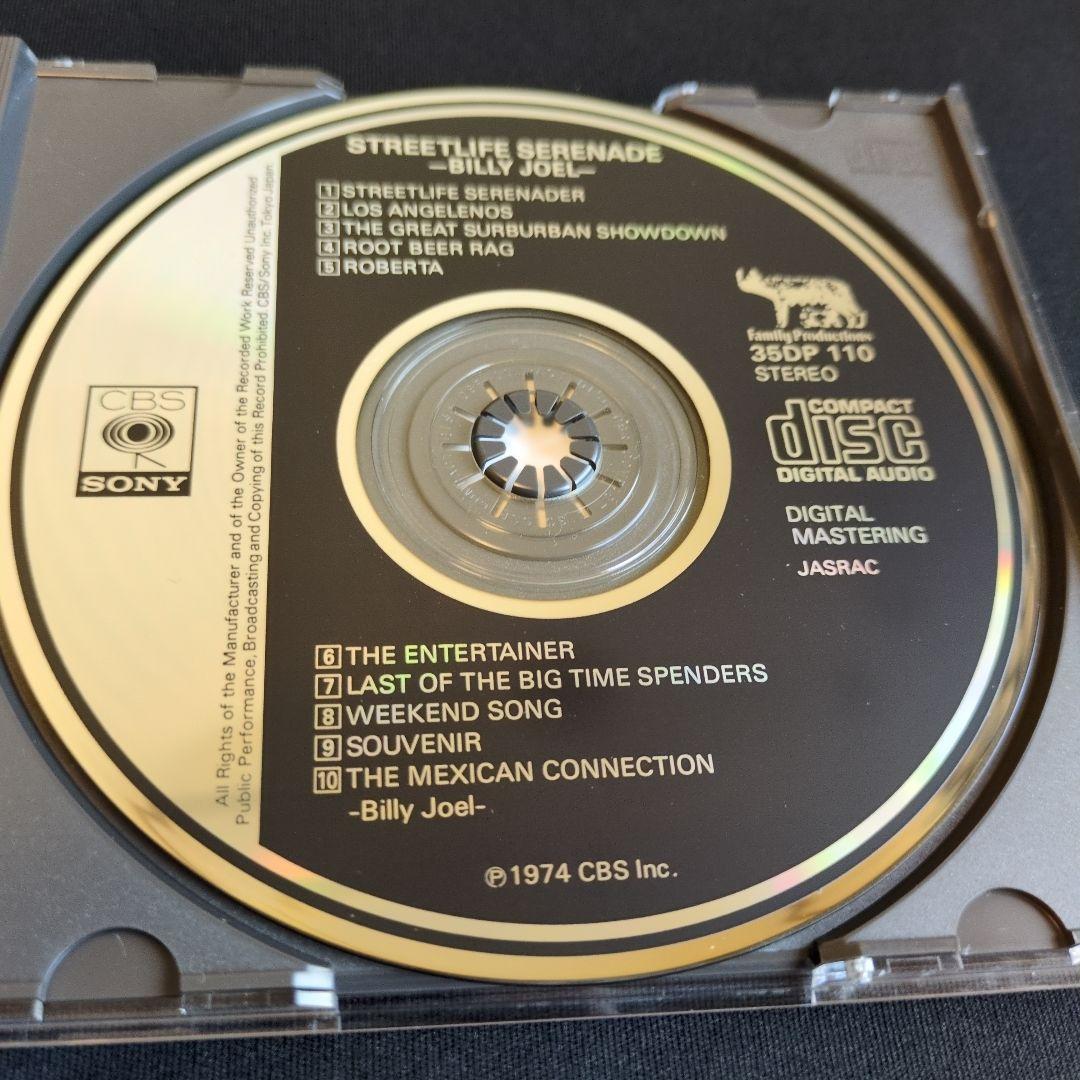 STREETLIFE SERENADE
-BILLY JOEL-
1 STREETLIFE SERENADER
2 LOS ANGELENOS
3 THE GREAT SURBURBAN SHOWDOWN
4 ROOT BEER RAG
5 ROBERTA
Family Productions
35DP 110
STEREO
COMPACT
disc
DIGITAL AUDIO
DIGITAL
MASTERING
JASRAC
CBS
SONY
All Rights of the Manufacturer and of the Owner of the Recorded Work Reserved Unauthorized
Public Performance, Broadcasting and Copying of this Record Prohibited. CBS/Sony Inc. Tokyo Japan
6 THE ENTERTAINER
7 LAST OF THE BIG TIME SPENDERS
8 WEEKEND SONG
9 SOUVENIR
10 THE MEXICAN CONNECTION
-Billy Joel-
℗1974 CBS Inc.